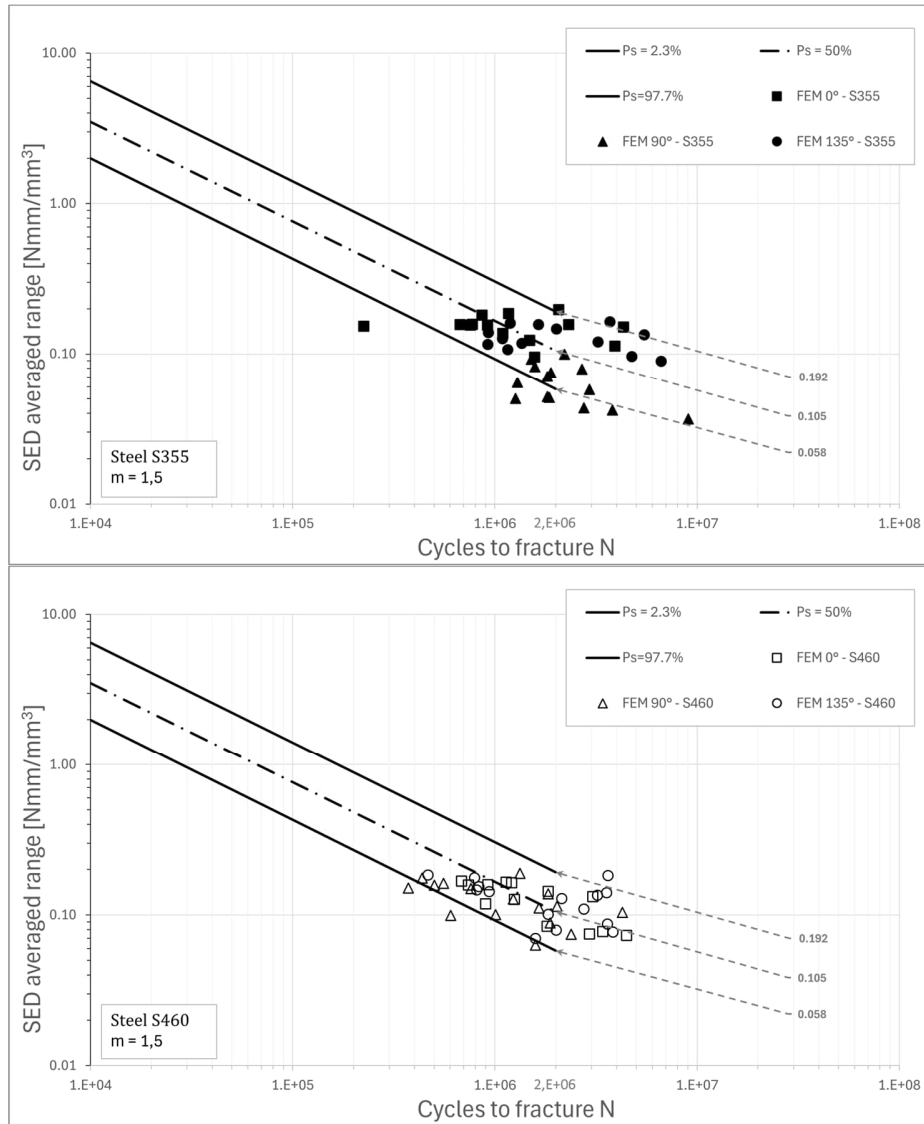 10.00
1.00
0.10
0.01
SED averaged range [Nmm/mm³]
Ps = 2.3%
Ps = 50%
Ps=97.7%
FEM 0° - S355
FEM 90° - S355
FEM 135° - S355
0.192
0.105
0.058
Steel S355
m = 1,5
1.E+04
1.E+05
1.E+06
2,E+06
1.E+07
1.E+08
Cycles to fracture N
10.00
1.00
0.10
0.01
SED averaged range [Nmm/mm³]
Ps = 2.3%
Ps = 50%
Ps=97.7%
FEM 0° - S460
FEM 90° - S460
FEM 135° - S460
0.192
0.105
0.058
Steel S460
m = 1,5
1.E+04
1.E+05
1.E+06
2,E+06
1.E+07
1.E+08
Cycles to fracture N